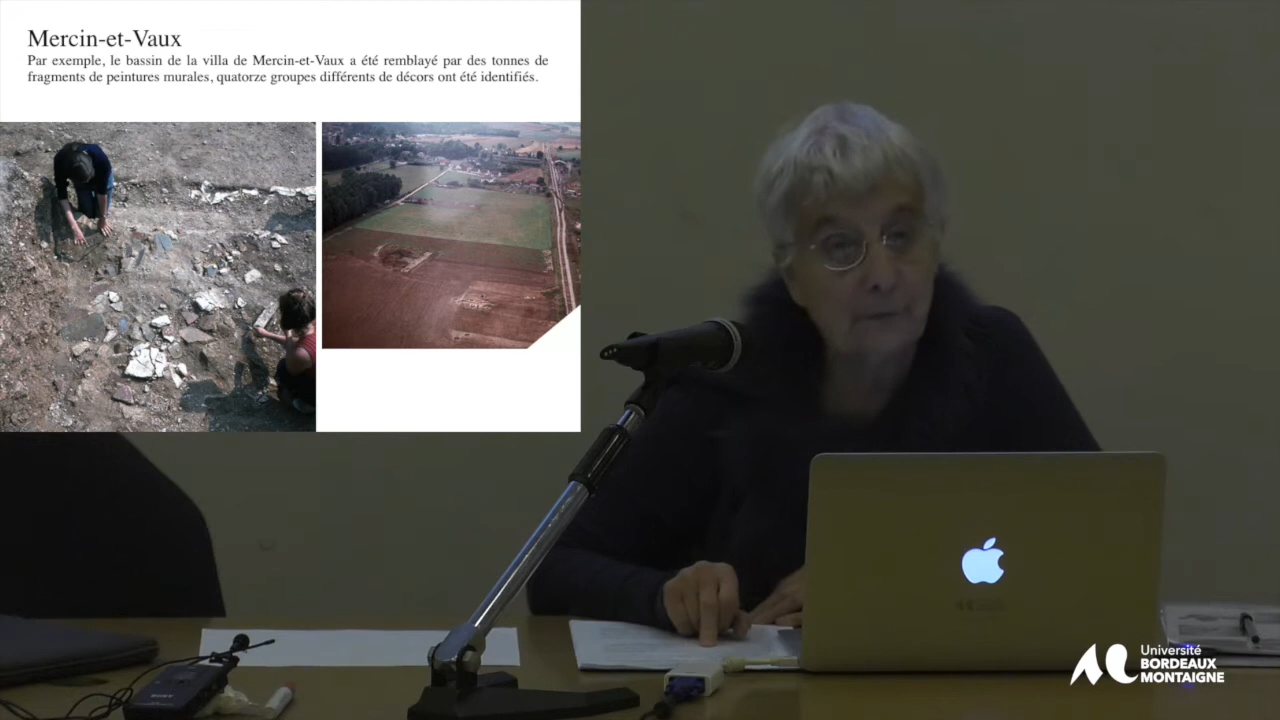 Mercin-et-Vaux
Par exemple, le bassin de la villa de Mercin-et-Vaux a été remblayé par des tonnes de
fragments de peintures murales, quatorze groupes différents de décors ont été identifiés.
Université
BORDEAUX
MONTAIGNE